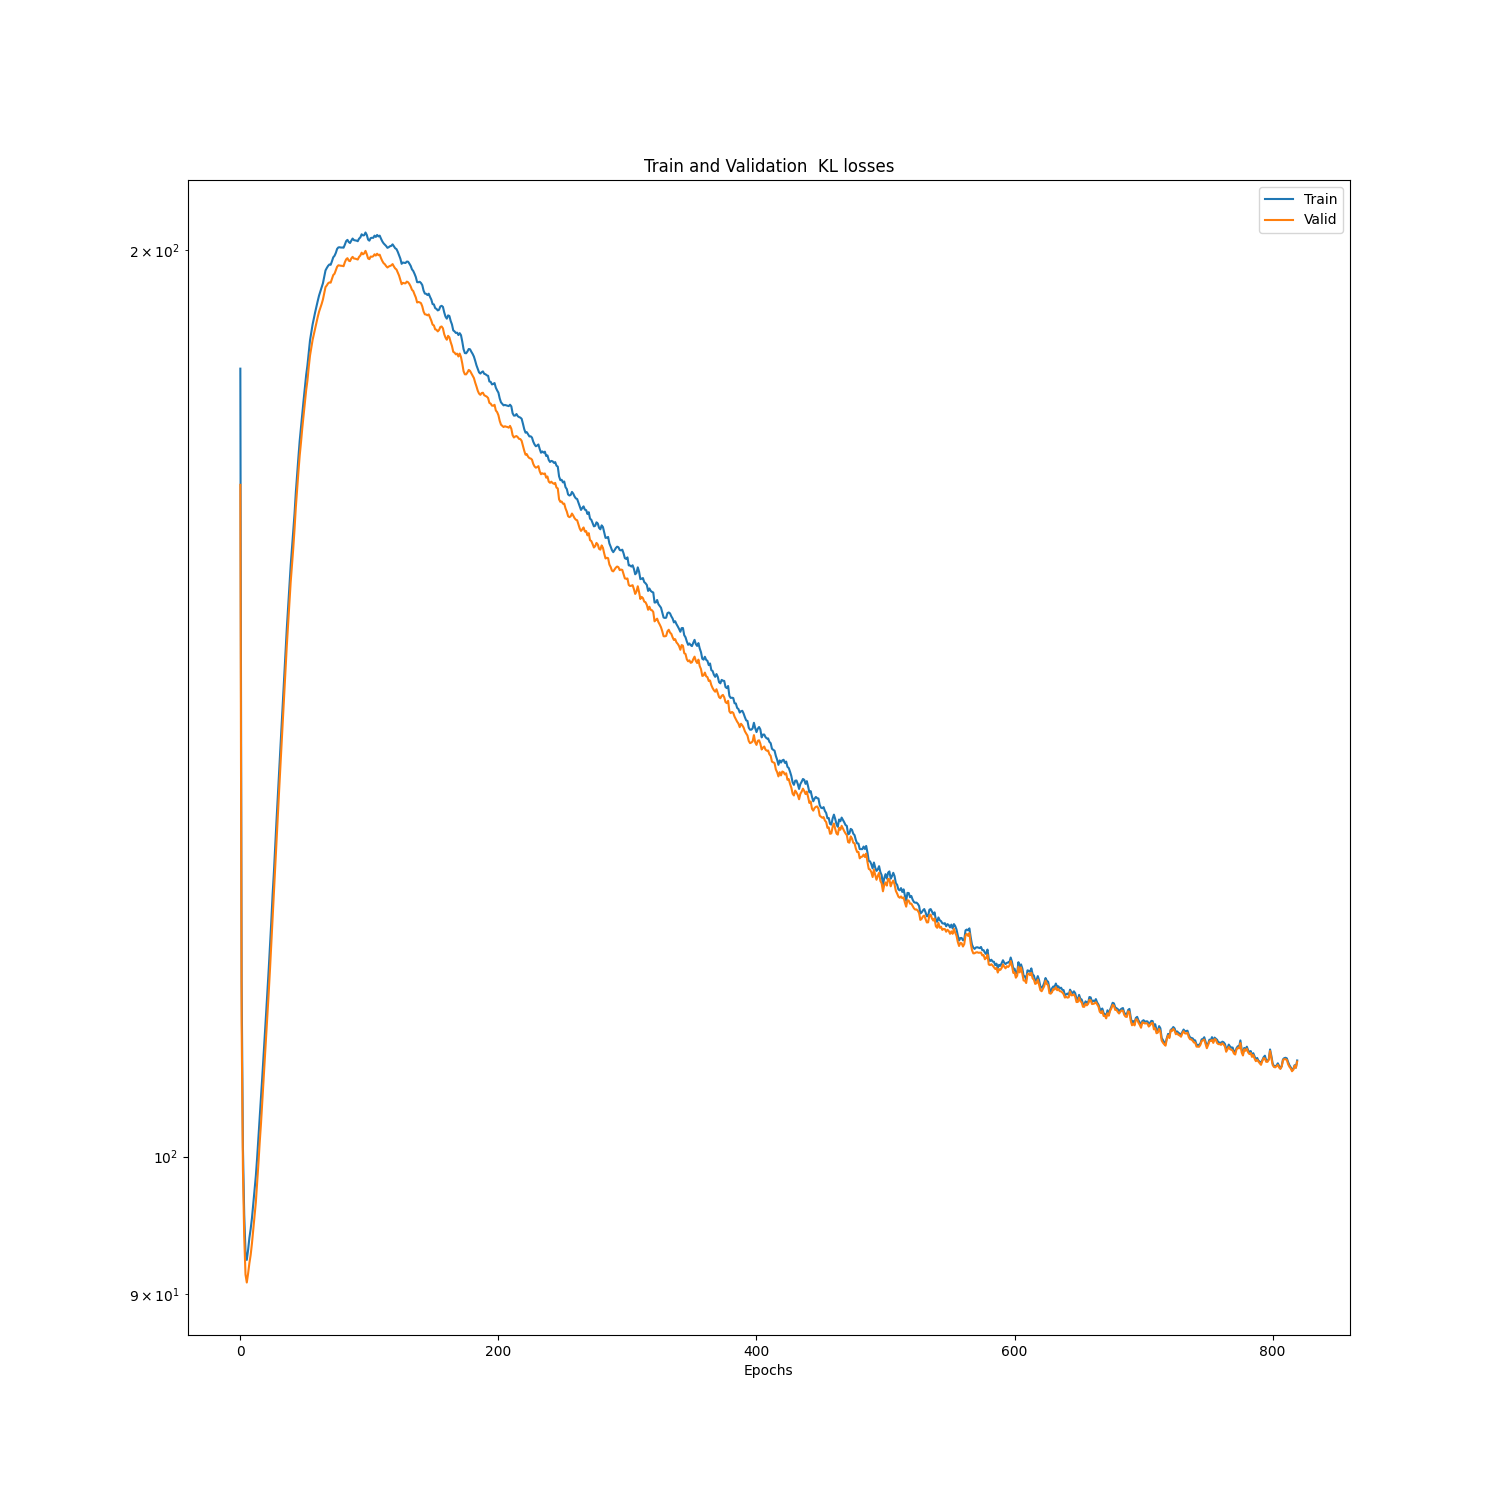 Train and Validation  KL losses
Train
Valid
2 × 10²
10²
9 × 10¹
0 200 400 600 800
Epochs